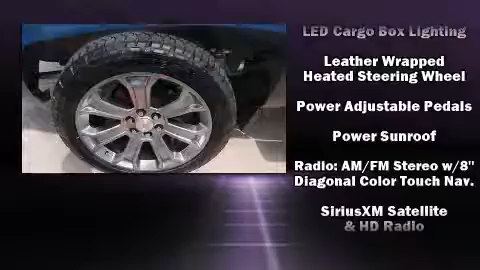 LED Cargo Box Lighting
Leather Wrapped
Heated Steering Wheel
Power Adjustable Pedals
Power Sunroof
Radio: AM/FM Stereo w/8"
Diagonal Color Touch Nav.
SiriusXM Satellite
& HD Radio